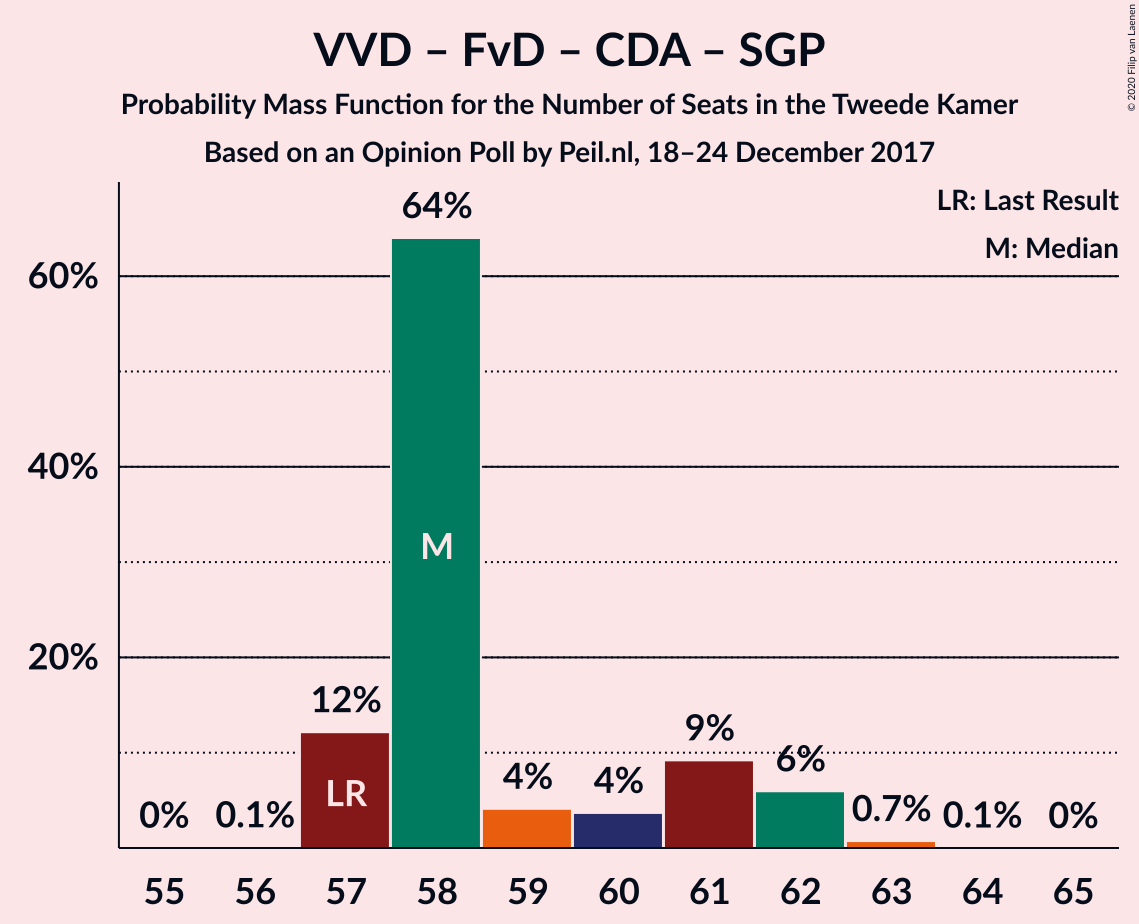 VVD – FvD – CDA – SGP
Probability Mass Function for the Number of Seats in the Tweede Kamer
Based on an Opinion Poll by Peil.nl, 18–24 December 2017
© 2020 Filip van Laenen
LR: Last Result
M: Median
60%
40%
20%
0%
0.1%
12%
64%
4%
4%
9%
6%
0.7%
0.1%
0%
LR
M
55 56 57 58 59 60 61 62 63 64 65